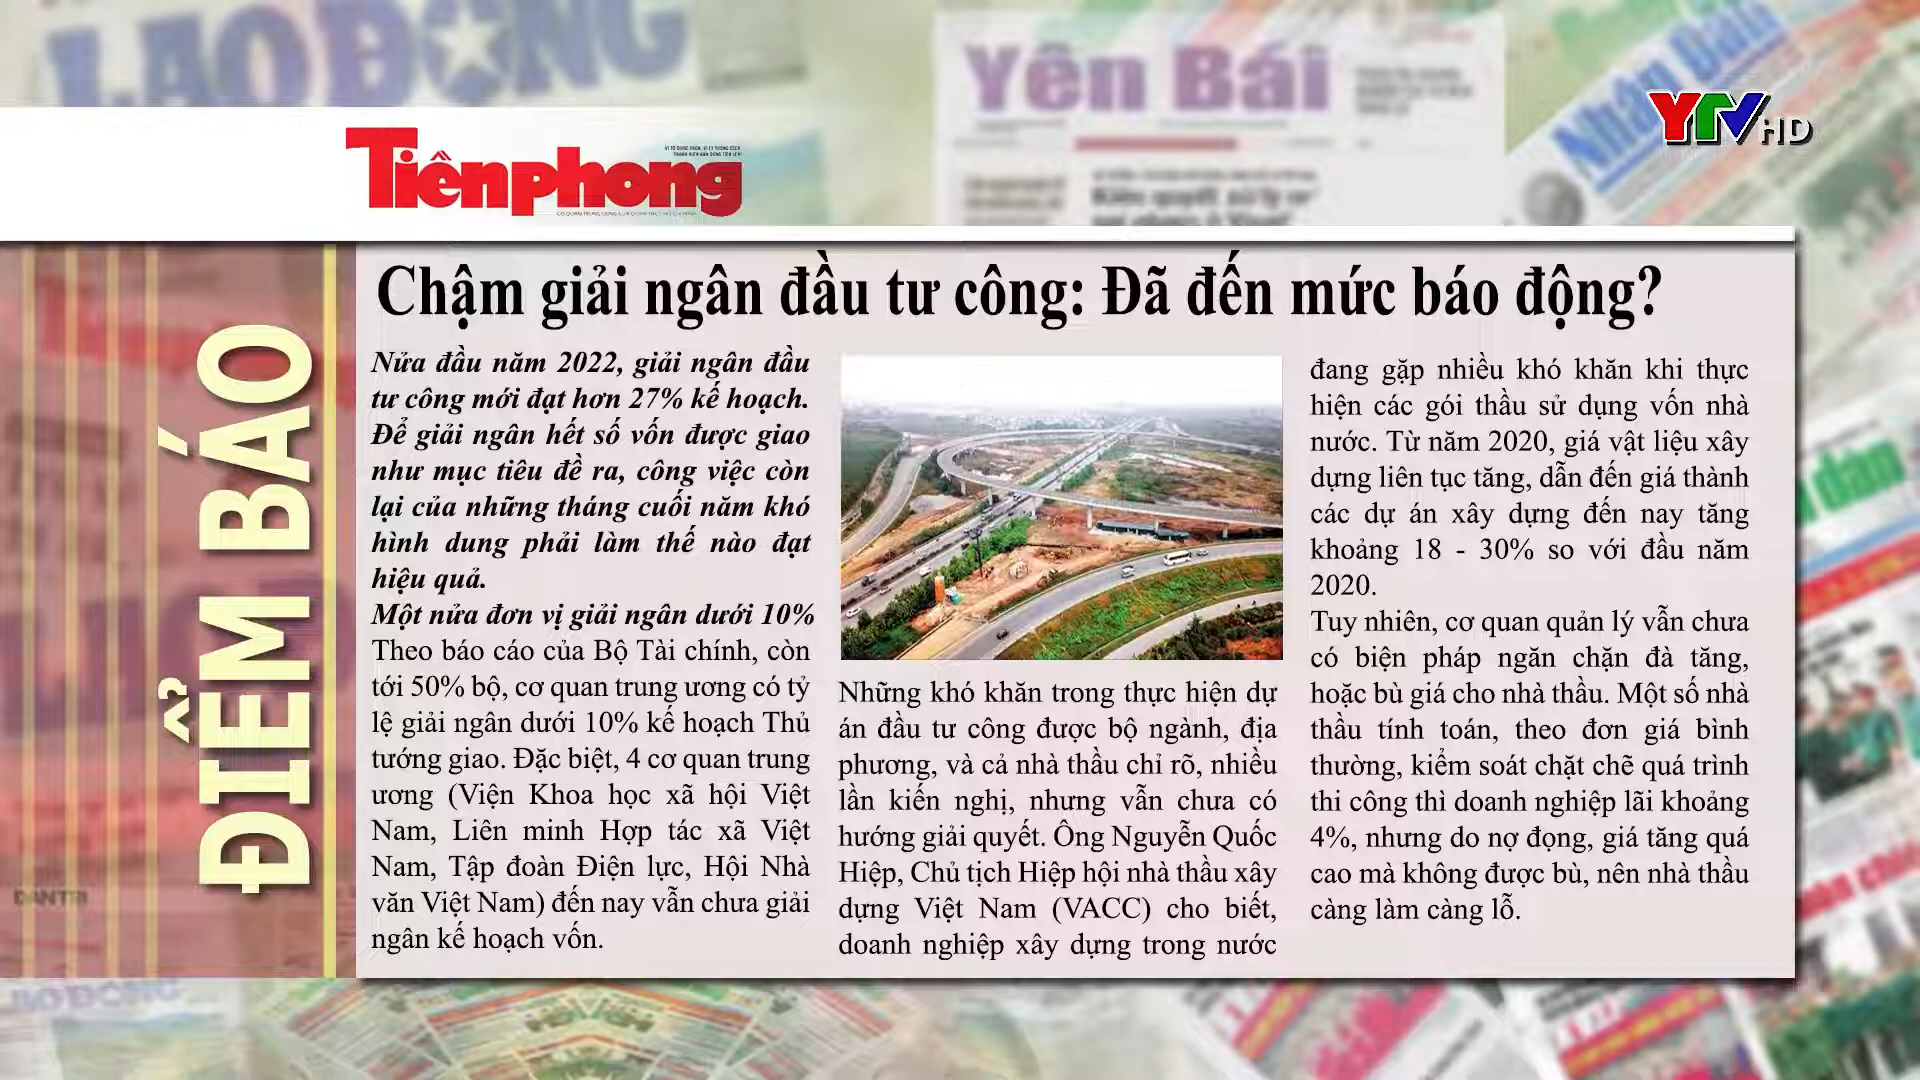 LAO ĐỘNG
Yên Bái
Nhân Dân
YTV HD
Tiềnphong
ĐIỂM BÁO
Chậm giải ngân đầu tư công: Đã đến mức báo động?
Nửa đầu năm 2022, giải ngân đầu
tư công mới đạt hơn 27% kế hoạch.
Để giải ngân hết số vốn được giao
như mục tiêu đề ra, công việc còn
lại của những tháng cuối năm khó
hình dung phải làm thế nào đạt
hiệu quả.
Một nửa đơn vị giải ngân dưới 10%
Theo báo cáo của Bộ Tài chính, còn
tới 50% bộ, cơ quan trung ương có tỷ
lệ giải ngân dưới 10% kế hoạch Thủ
tướng giao. Đặc biệt, 4 cơ quan trung
ương (Viện Khoa học xã hội Việt
Nam, Liên minh Hợp tác xã Việt
Nam, Tập đoàn Điện lực, Hội Nhà
văn Việt Nam) đến nay vẫn chưa giải
ngân kế hoạch vốn.
Những khó khăn trong thực hiện dự
án đầu tư công được bộ ngành, địa
phương, và cả nhà thầu chỉ rõ, nhiều
lần kiến nghị, nhưng vẫn chưa có
hướng giải quyết. Ông Nguyễn Quốc
Hiệp, Chủ tịch Hiệp hội nhà thầu xây
dựng Việt Nam (VACC) cho biết,
doanh nghiệp xây dựng trong nước
đang gặp nhiều khó khăn khi thực
hiện các gói thầu sử dụng vốn nhà
nước. Từ năm 2020, giá vật liệu xây
dựng liên tục tăng, dẫn đến giá thành
các dự án xây dựng đến nay tăng
khoảng 18 - 30% so với đầu năm
2020.
Tuy nhiên, cơ quan quản lý vẫn chưa
có biện pháp ngăn chặn đà tăng,
hoặc bù giá cho nhà thầu. Một số nhà
thầu tính toán, theo đơn giá bình
thường, kiểm soát chặt chẽ quá trình
thi công thì doanh nghiệp lãi khoảng
4%, nhưng do nợ đọng, giá tăng quá
cao mà không được bù, nên nhà thầu
càng làm càng lỗ.
DANTRI
LAO ĐỘNG